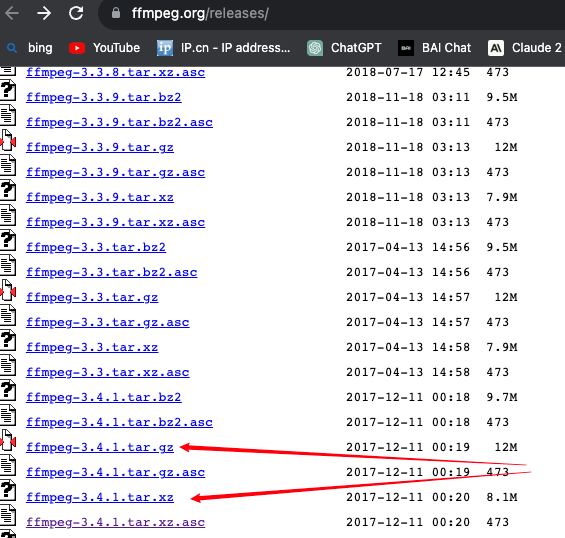 ffmpeg.org/releases/
bing YouTube IP.cn - IP address... ChatGPT BAI BAI Chat Claude 2
ffmpeg-3.3.8.tar.xz.asc 2018-07-17 12:45 473
ffmpeg-3.3.9.tar.bz2 2018-11-18 03:11 9.5M
ffmpeg-3.3.9.tar.bz2.asc 2018-11-18 03:11 473
ffmpeg-3.3.9.tar.gz 2018-11-18 03:13 12M
ffmpeg-3.3.9.tar.gz.asc 2018-11-18 03:13 473
ffmpeg-3.3.9.tar.xz 2018-11-18 03:13 7.9M
ffmpeg-3.3.9.tar.xz.asc 2018-11-18 03:13 473
ffmpeg-3.3.tar.bz2 2017-04-13 14:56 9.5M
ffmpeg-3.3.tar.bz2.asc 2017-04-13 14:56 473
ffmpeg-3.3.tar.gz 2017-04-13 14:57 12M
ffmpeg-3.3.tar.gz.asc 2017-04-13 14:57 473
ffmpeg-3.3.tar.xz 2017-04-13 14:58 7.9M
ffmpeg-3.3.tar.xz.asc 2017-04-13 14:58 473
ffmpeg-3.4.1.tar.bz2 2017-12-11 00:18 9.7M
ffmpeg-3.4.1.tar.bz2.asc 2017-12-11 00:18 473
ffmpeg-3.4.1.tar.gz 2017-12-11 00:19 12M
ffmpeg-3.4.1.tar.gz.asc 2017-12-11 00:19 473
ffmpeg-3.4.1.tar.xz 2017-12-11 00:20 8.1M
ffmpeg-3.4.1.tar.xz.asc 2017-12-11 00:20 473